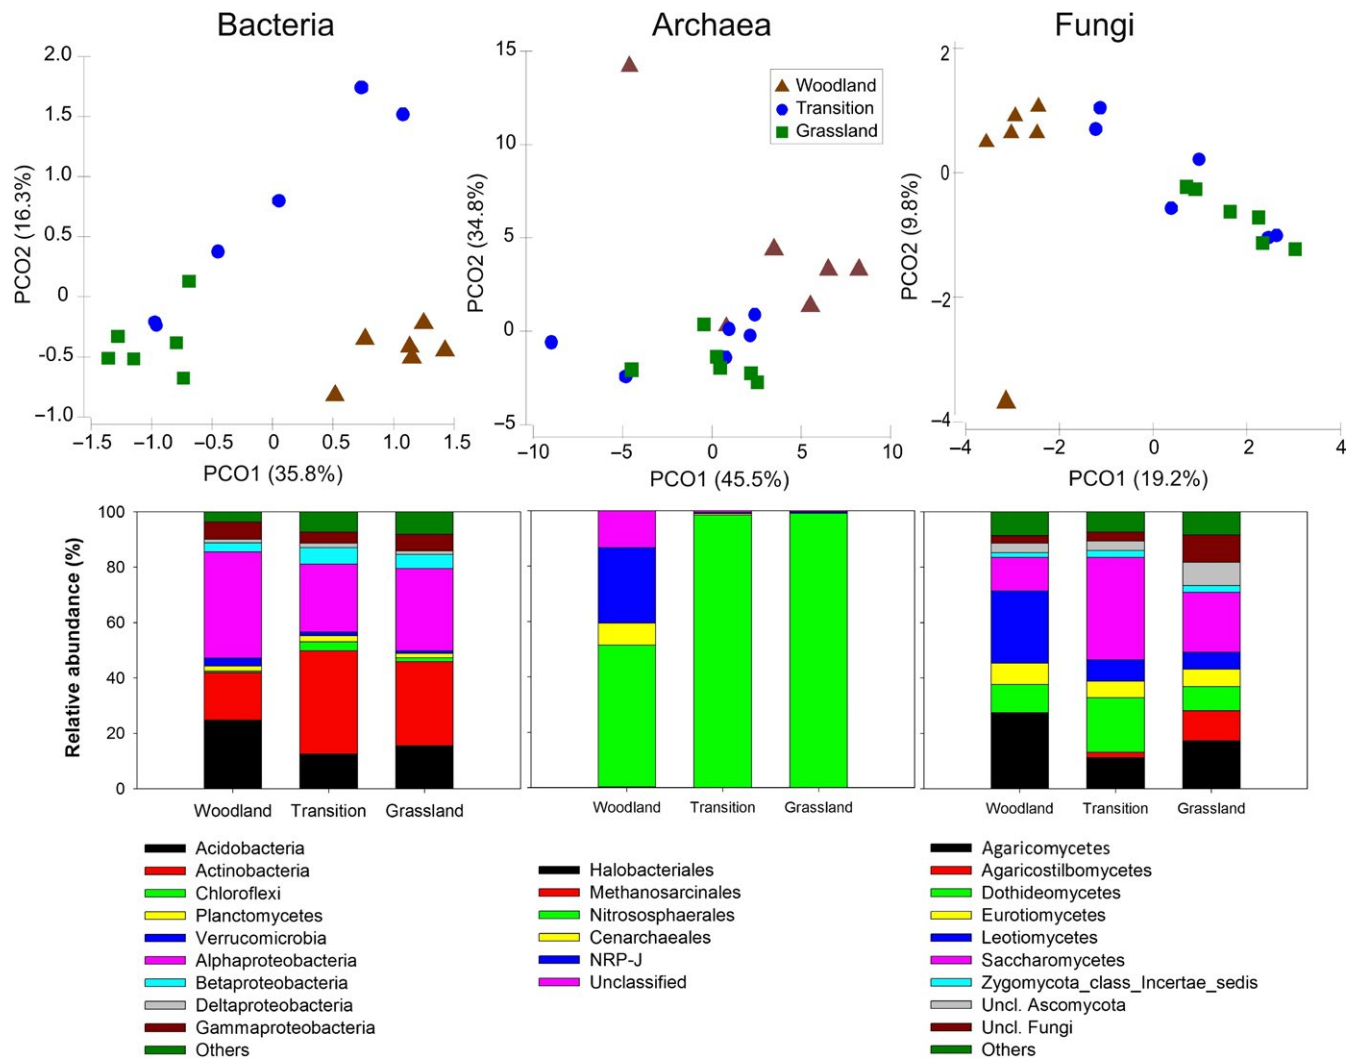 Bacteria
Archaea
Fungi
2.0
1.5
1.0
0.5
0
−0.5
−1.0
PCO2 (16.3%)
−1.5
−1.0
−0.5
0
0.5
1.0
1.5
PCO1 (35.8%)
15
10
5
0
−5
PCO2 (34.8%)
Woodland
Transition
Grassland
−10
−5
0
5
10
PCO1 (45.5%)
2
0
−2
−4
PCO2 (9.8%)
−4
−2
0
2
4
PCO1 (19.2%)
Relative abundance (%)
100
80
60
40
20
0
Woodland
Transition
Grassland
Woodland
Transition
Grassland
Woodland
Transition
Grassland
Acidobacteria
Actinobacteria
Chloroflexi
Planctomycetes
Verrucomicrobia
Alphaproteobacteria
Betaproteobacteria
Deltaproteobacteria
Gammaproteobacteria
Others
Halobacteriales
Methanosarcinales
Nitrososphaerales
Cenarchaeales
NRP-J
Unclassified
Agaricomycetes
Agaricostilbomycetes
Dothideomycetes
Eurotiomycetes
Leotiomycetes
Saccharomycetes
Zygomycota_class_Incertae_sedis
Uncl. Ascomycota
Uncl. Fungi
Others